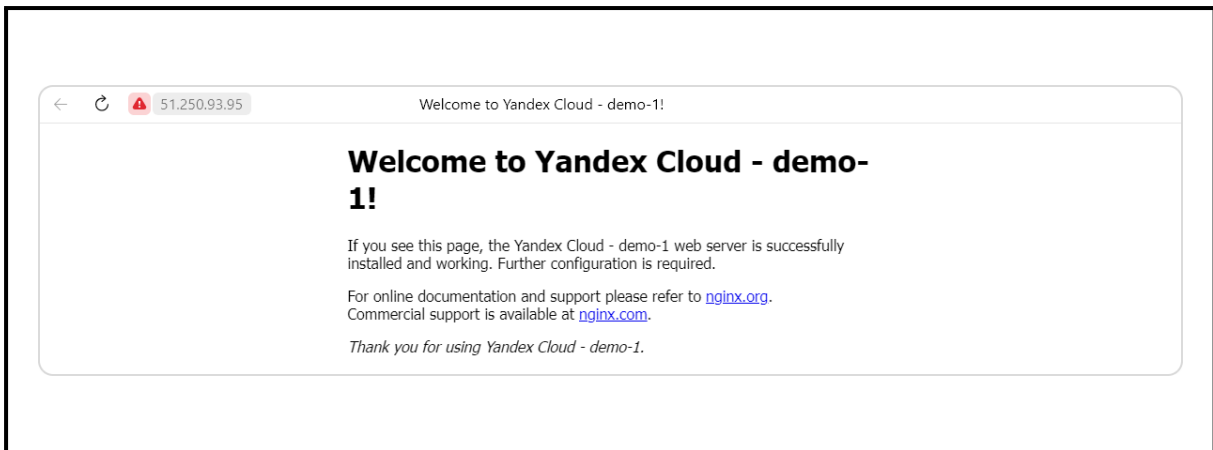 51.250.93.95 Welcome to Yandex Cloud - demo-1!
Welcome to Yandex Cloud - demo-
1!
If you see this page, the Yandex Cloud - demo-1 web server is successfully
installed and working. Further configuration is required.
For online documentation and support please refer to nginx.org.
Commercial support is available at nginx.com.
Thank you for using Yandex Cloud - demo-1.